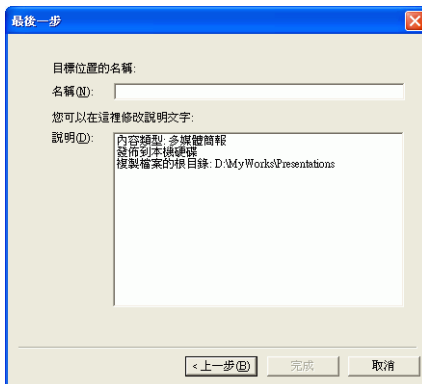 最後一步
目標位置的名稱:
名稱(N):
您可以在這裡修改說明文字:
說明(D):
內容類型: 多媒體簡報
發佈到本機硬碟
複製檔案的根目錄: D:\MyWorks\Presentations
<上一步(B)
完成
取消